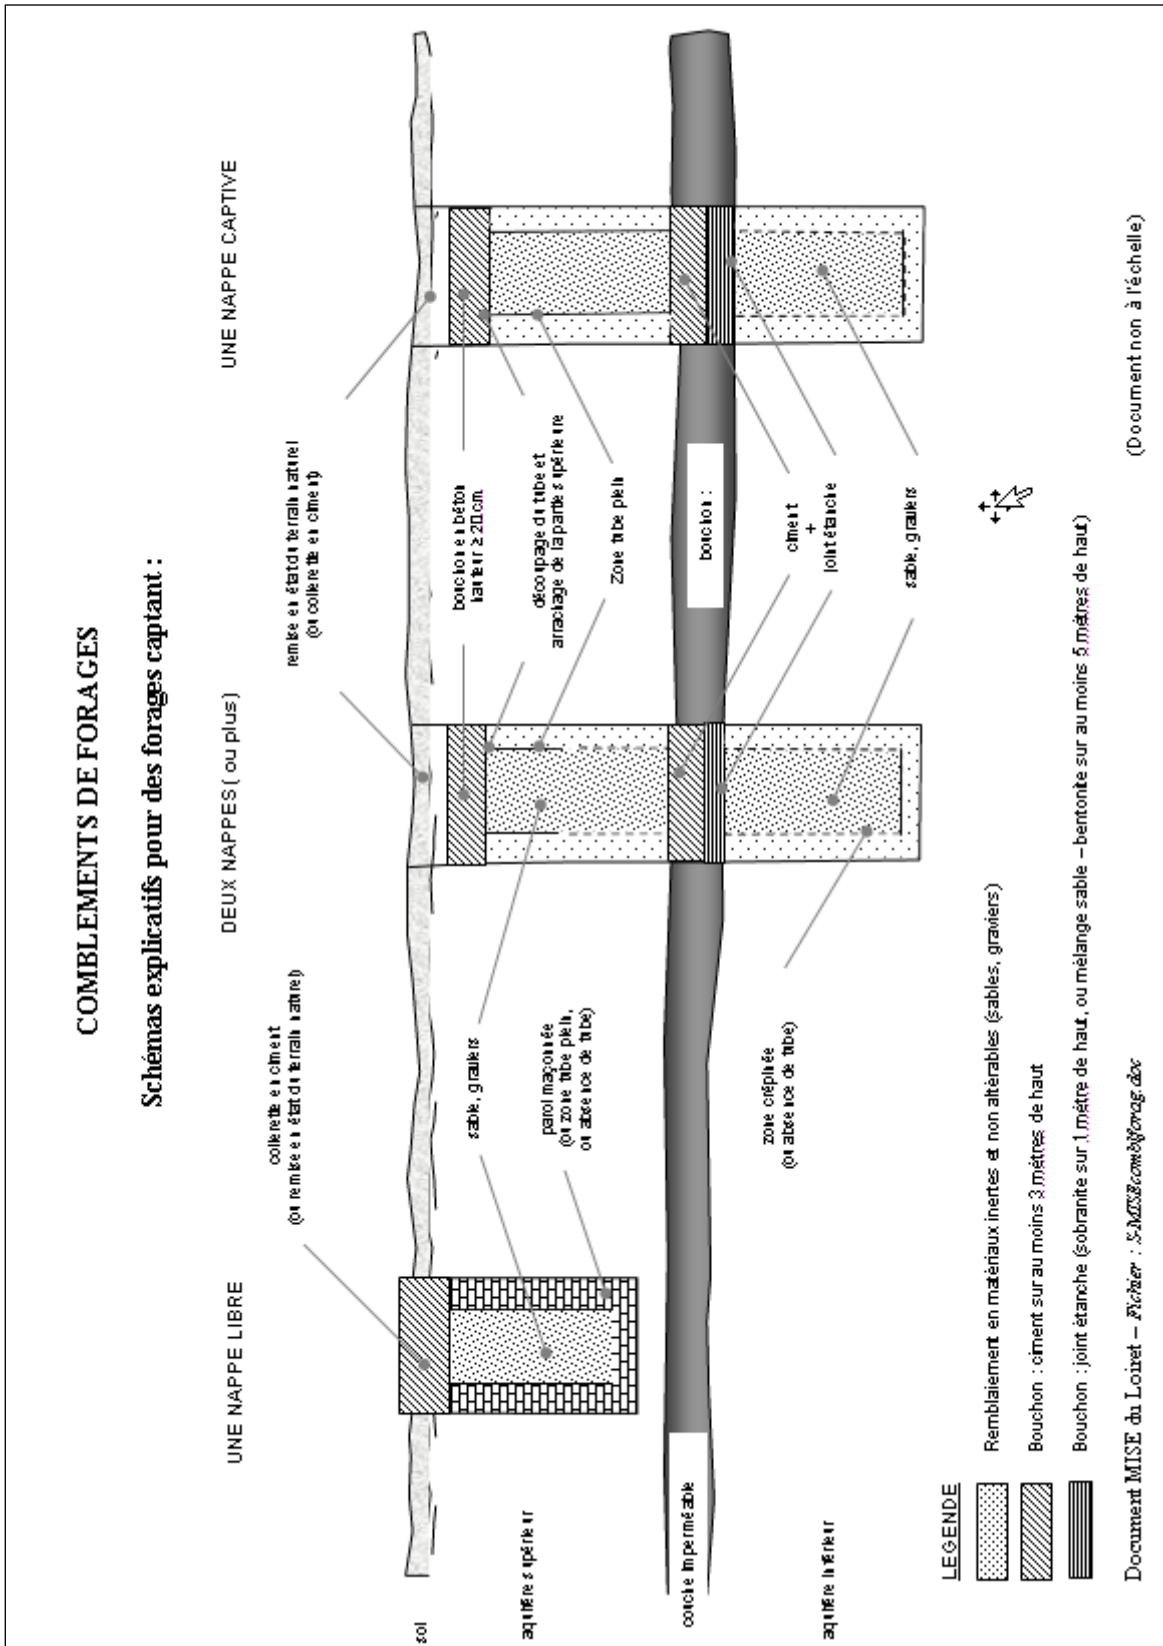 COMBLEMENTS DE FORAGES
Schémas explicatifs pour des forages captant :
UNE NAPPE LIBRE
DEUX NAPPES ( ou plus)
UNE NAPPE CAPTIVE
collerette en ciment
(ou remise en état du terrain naturel)
remise en état du terrain naturel
(ou collerette en ciment)
sol
aquifère supérieur
sable, graviers
paroi maçonnée
(ou zone tube plein,
ou absence de tube)
bouchon en béton
hauteur ≥ 20cm
découpage du tube et
arrachage de la partie supérieure
Zone tube plein
couche imperméable
bouchon :
ciment
+
joint étanche
aquifère inférieur
zone crépinée
(ou absence de tube)
sable, graviers
LEGENDE
Remblaiement en matériaux inertes et non altérables (sables, graviers)
Bouchon : ciment sur au moins 3 mètres de haut
Bouchon : joint étanche (sobranite sur 1 mètre de haut, ou mélange sable – bentonite sur au moins 5 mètres de haut)
Document MISE du Loiret – Fichier : S-MISEcomblforag.doc
(Document non à l'échelle)